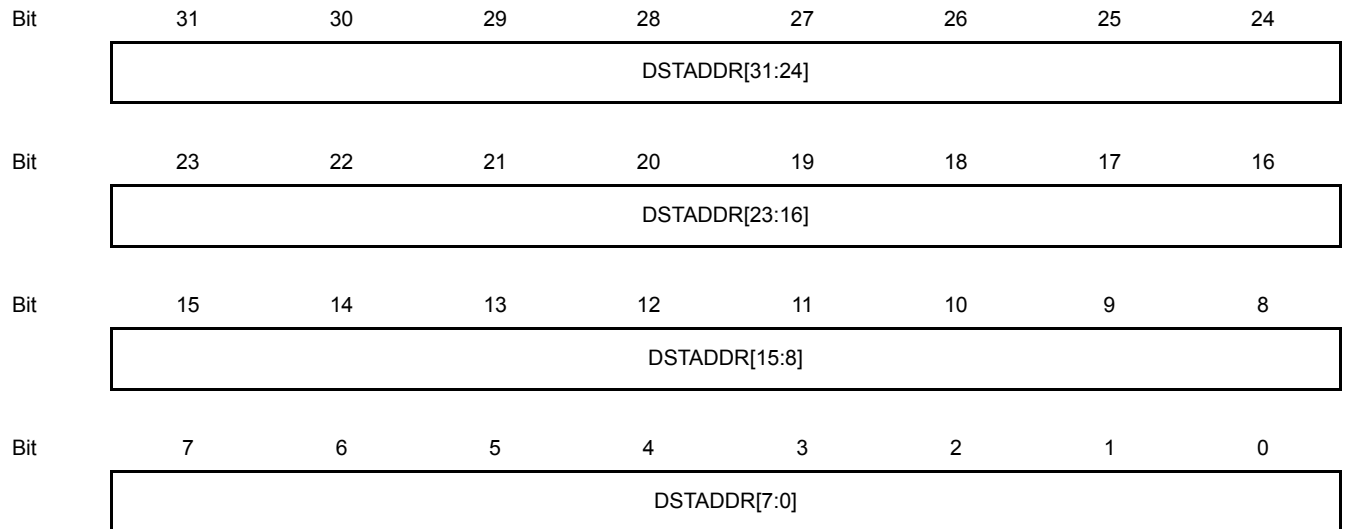 Bit 31 30 29 28 27 26 25 24
DSTADDR[31:24]
Bit 23 22 21 20 19 18 17 16
DSTADDR[23:16]
Bit 15 14 13 12 11 10 9 8
DSTADDR[15:8]
Bit 7 6 5 4 3 2 1 0
DSTADDR[7:0]